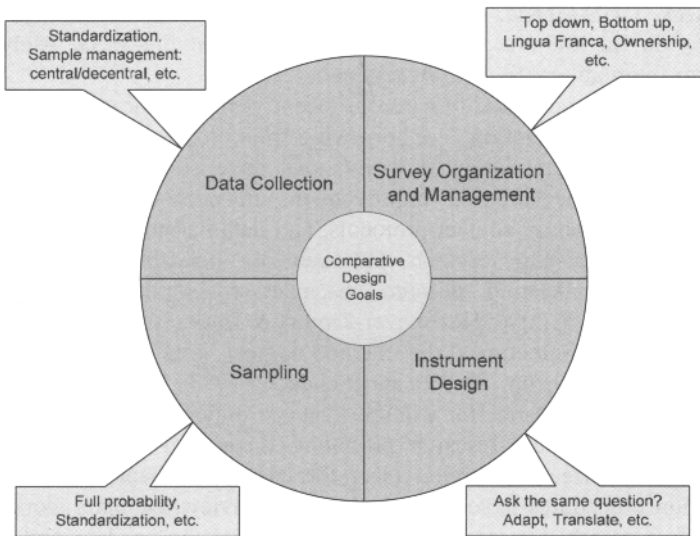 Standardization.
Sample management:
central/decentral, etc.
Top down, Bottom up,
Lingua Franca, Ownership,
etc.
Data Collection
Survey Organization
and Management
Comparative
Design
Goals
Sampling
Instrument
Design
Full probability,
Standardization, etc.
Ask the same question?
Adapt, Translate, etc.